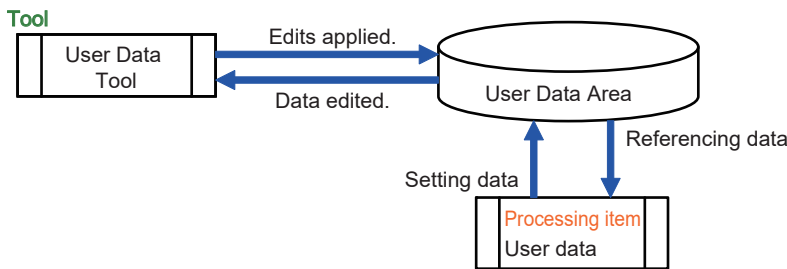 Tool
User Data
Tool
Edits applied.
Data edited.
User Data Area
Setting data
Referencing data
Processing item
User data